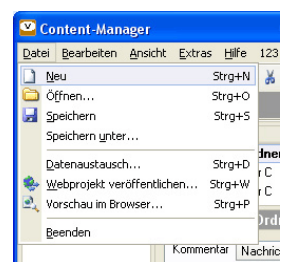 Content-Manager
Datei Bearbeiten Ansicht Extras Hilfe 123
Neu Strg+N
Öffnen... Strg+O
Speichern Strg+S
Speichern unter...
Datenaustausch... Strg+D
Webprojekt veröffentlichen... Strg+W
Vorschau im Browser... Strg+P
Beenden
Kommentar Nachric